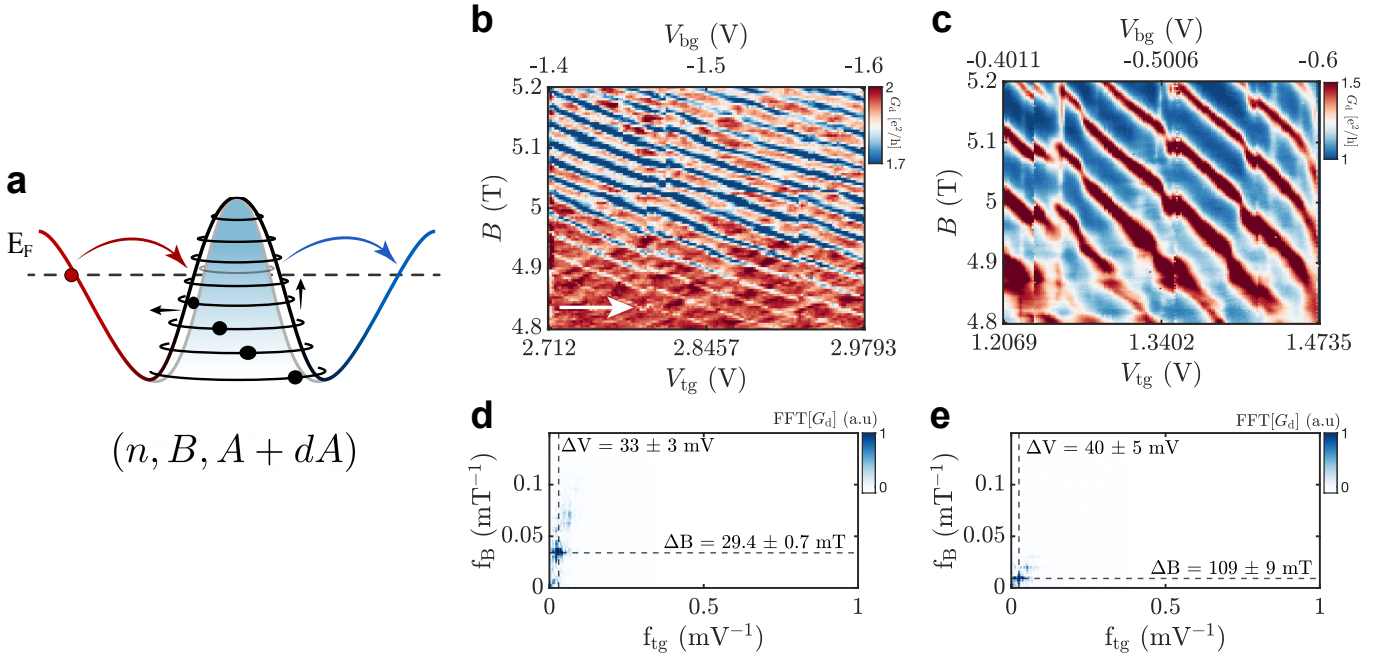 a
E_F
(n, B, A + dA)
b
V_bg (V)
-1.4 -1.5 -1.6
5.2
5.1
5
4.9
4.8
B (T)
2.712 2.8457 2.9793
V_tg (V)
2
G_d [e²/h]
1.7
c
V_bg (V)
-0.4011 -0.5006 -0.6
5.2
5.1
5
4.9
4.8
B (T)
1.2069 1.3402 1.4735
V_tg (V)
1.5
G_d [e²/h]
1
d
FFT[G_d] (a.u)
1
0
ΔV = 33 ± 3 mV
ΔB = 29.4 ± 0.7 mT
0.1
0.05
0
f_B (mT⁻¹)
0 0.5 1
f_tg (mV⁻¹)
e
FFT[G_d] (a.u)
1
0
ΔV = 40 ± 5 mV
ΔB = 109 ± 9 mT
0.1
0.05
0
f_B (mT⁻¹)
0 0.5 1
f_tg (mV⁻¹)